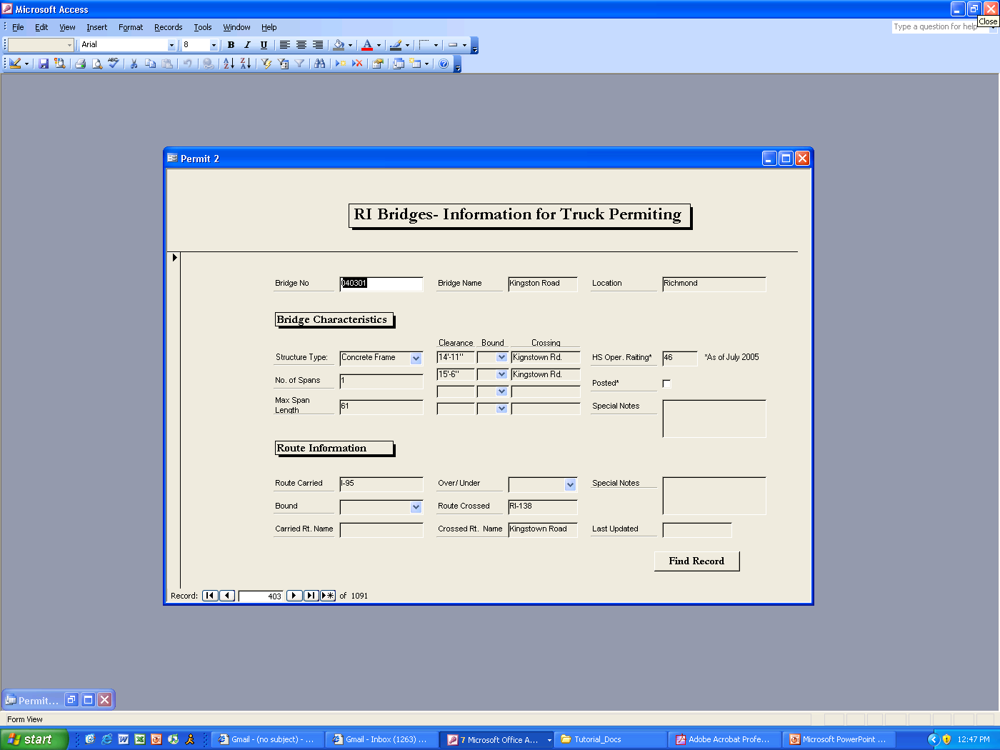 Microsoft Access
Close
File Edit View Insert Format Records Tools Window Help
Type a question for help
Arial 8 B I U A
Permit 2
RI Bridges- Information for Truck Permiting
Bridge No 040301 Bridge Name Kingston Road Location Richmond
Bridge Characteristics
Clearance Bound Crossing
Structure Type: Concrete Frame 14'-11" Kignstown Rd. HS Oper. Raiting* 46 *As of July 2005
15'-6" Kingstown Rd.
No. of Spans 1 Posted*
Max Span
Length 61 Special Notes
Route Information
Route Carried I-95 Over/ Under Special Notes
Bound Route Crossed RI-138
Carried Rt. Name Crossed Rt. Name Kingstown Road Last Updated
Find Record
Record: 403 of 1091
Permit...
Form View
start Gmail - (no subject) - ... Gmail - Inbox (1263) ... 7 Microsoft Office A... Tutorial_Docs Adobe Acrobat Profe... Microsoft PowerPoint ... 12:47 PM